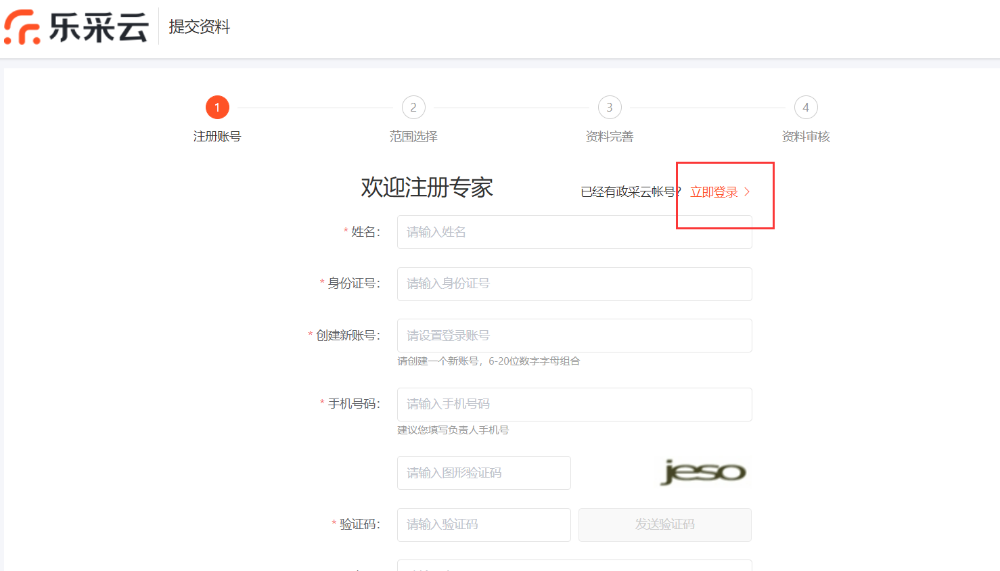 乐采云 提交资料
1 2 3 4
注册账号 范围选择 资料完善 资料审核
欢迎注册专家 已经有政采云帐号? 立即登录 >
* 姓名： 请输入姓名
* 身份证号： 请输入身份证号
* 创建新账号： 请设置登录账号
请创建一个新账号，6-20位数字字母组合
* 手机号码： 请输入手机号码
建议您填写负责人手机号
请输入图形验证码 jeso
* 验证码： 请输入验证码 发送验证码